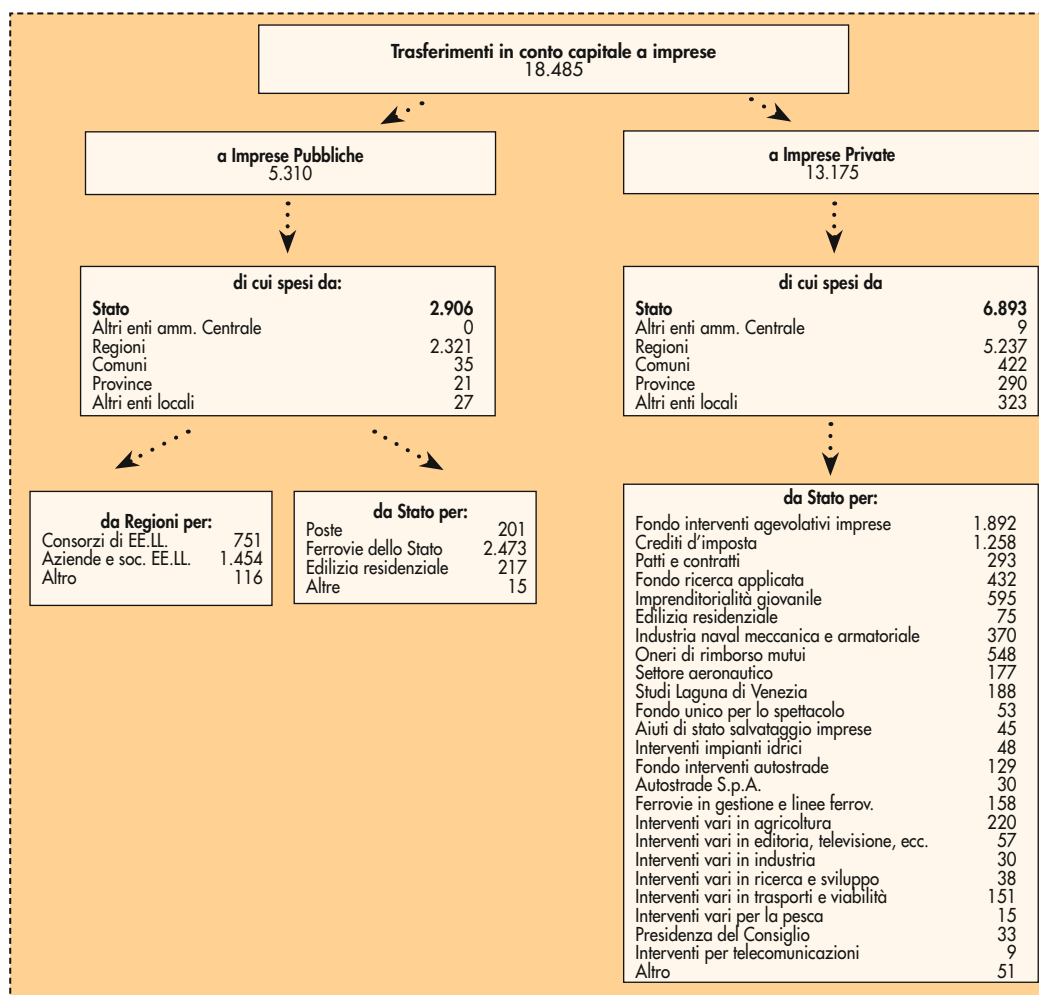 Trasferimenti in conto capitale a imprese
18.485
a Imprese Pubbliche
5.310
a Imprese Private
13.175
di cui spesi da:
Stato 2.906
Altri enti amm. Centrale 0
Regioni 2.321
Comuni 35
Province 21
Altri enti locali 27
di cui spesi da
Stato 6.893
Altri enti amm. Centrale 9
Regioni 5.237
Comuni 422
Province 290
Altri enti locali 323
da Regioni per:
Consorzi di EE.LL. 751
Aziende e soc. EE.LL. 1.454
Altro 116
da Stato per:
Poste 201
Ferrovie dello Stato 2.473
Edilizia residenziale 217
Altre 15
da Stato per:
Fondo interventi agevolativi imprese 1.892
Crediti d'imposta 1.258
Patti e contratti 293
Fondo ricerca applicata 432
Imprenditorialità giovanile 595
Edilizia residenziale 75
Industria naval meccanica e armatoriale 370
Oneri di rimborso mutui 548
Settore aeronautico 177
Studi Laguna di Venezia 188
Fondo unico per lo spettacolo 53
Aiuti di stato salvataggio imprese 45
Interventi impianti idrici 48
Fondo interventi autostrade 129
Autostrade S.p.A. 30
Ferrovie in gestione e linee ferrov. 158
Interventi vari in agricoltura 220
Interventi vari in editoria, televisione, ecc. 57
Interventi vari in industria 30
Interventi vari in ricerca e sviluppo 38
Interventi vari in trasporti e viabilità 151
Interventi vari per la pesca 15
Presidenza del Consiglio 33
Interventi per telecomunicazioni 9
Altro 51